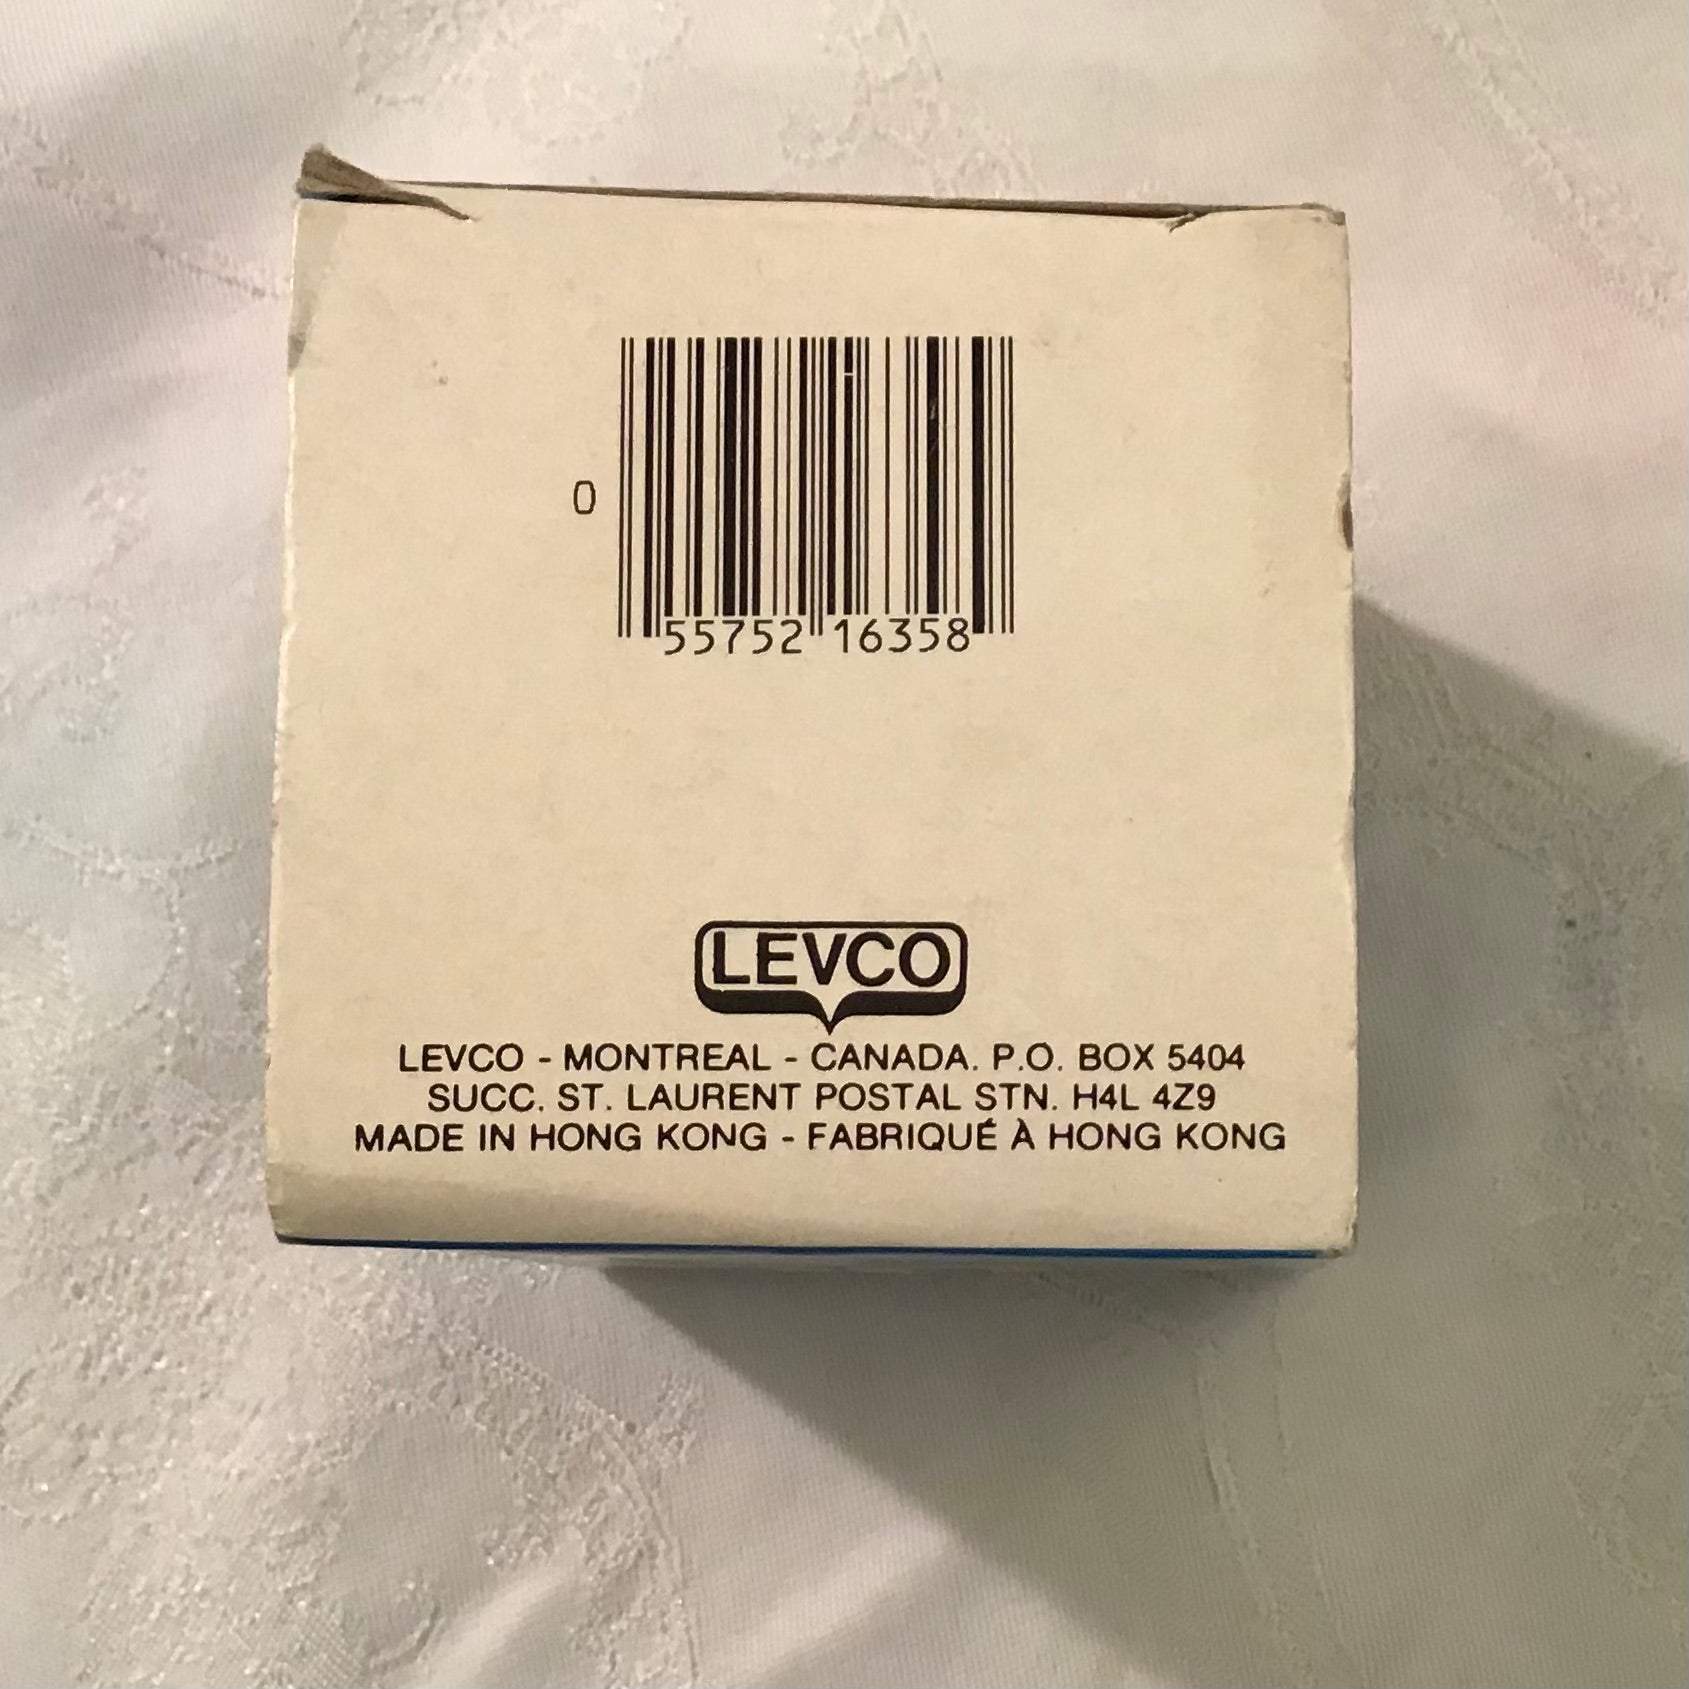 0
55752 16358
LEVCO
LEVCO - MONTREAL - CANADA. P.O. BOX 5404
SUCC. ST. LAURENT POSTAL STN. H4L 4Z9
MADE IN HONG KONG - FABRIQUÉ À HONG KONG